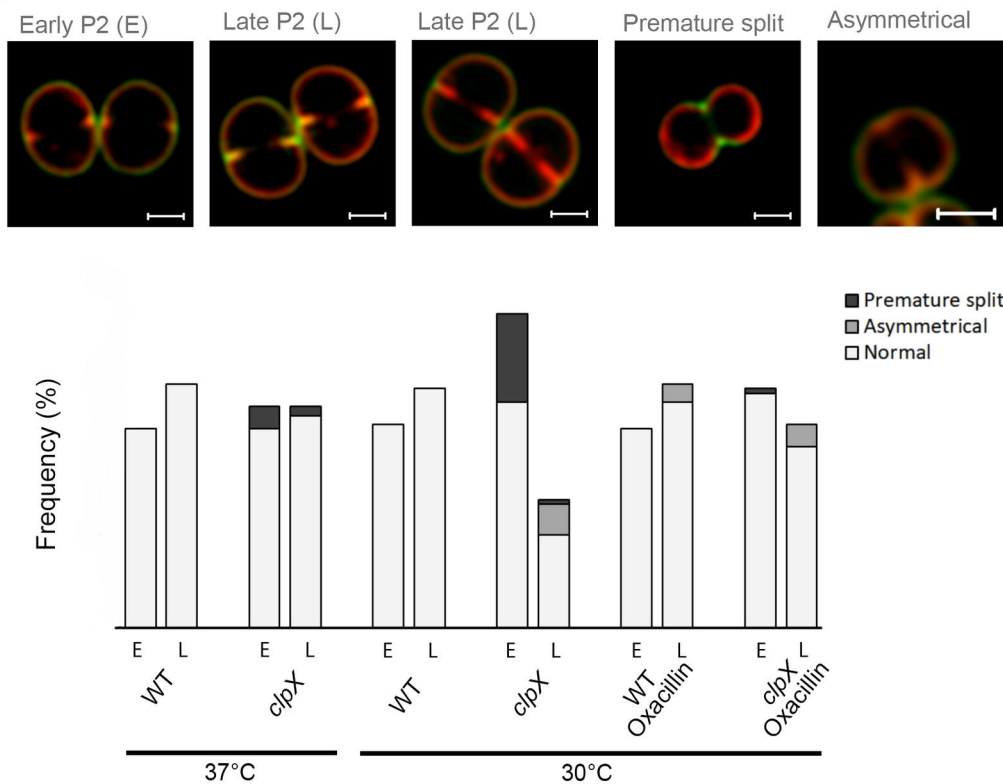 Early P2 (E)
Late P2 (L)
Late P2 (L)
Premature split
Asymmetrical
Premature split
Asymmetrical
Normal
Frequency (%)
E L E L E L E L E L E L
WT
clpX
WT
clpX
WT
Oxacillin
clpX
Oxacillin
37°C
30°C